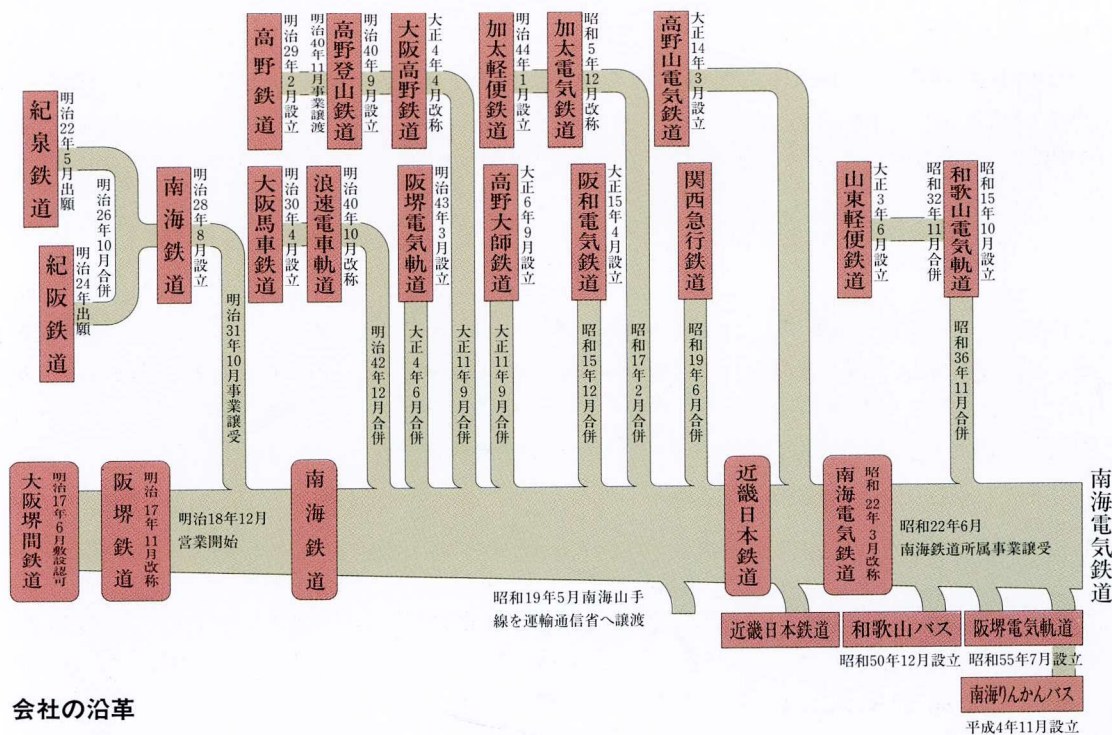 高野鉄道
明治29年2月設立
明治40年11月事業譲渡
高野登山鉄道
明治40年9月設立
大阪高野鉄道
大正4年4月改称
加太軽便鉄道
明治44年1月設立
加太電気鉄道
昭和5年12月改称
高野山電気鉄道
大正14年3月設立
紀泉鉄道
明治22年5月出願
明治26年10月合併
紀阪鉄道
明治24年出願
南海鉄道
明治28年8月設立
明治31年10月事業譲受
大阪馬車鉄道
明治30年4月設立
浪速電車軌道
明治40年10月改称
明治42年12月合併
阪堺電気軌道
明治43年3月設立
大正4年6月合併
大正11年9月合併
高野大師鉄道
大正6年9月設立
大正11年9月合併
阪和電気鉄道
大正15年4月設立
昭和15年12月合併
昭和17年2月合併
関西急行鉄道
昭和19年6月合併
山東軽便鉄道
大正3年6月設立
昭和32年11月合併
和歌山電気軌道
昭和15年10月設立
昭和36年11月合併
大阪堺間鉄道
明治17年6月敷設認可
阪堺鉄道
明治17年11月改称
明治18年12月
営業開始
南海鉄道
近畿日本鉄道
南海電気鉄道
昭和22年3月改称
昭和22年6月
南海鉄道所属事業譲受
南海電気鉄道
昭和19年5月南海山手
線を運輸通信省へ譲渡
近畿日本鉄道
和歌山バス
昭和50年12月設立
阪堺電気軌道
昭和55年7月設立
南海りんかんバス
平成4年11月設立
会社の沿革